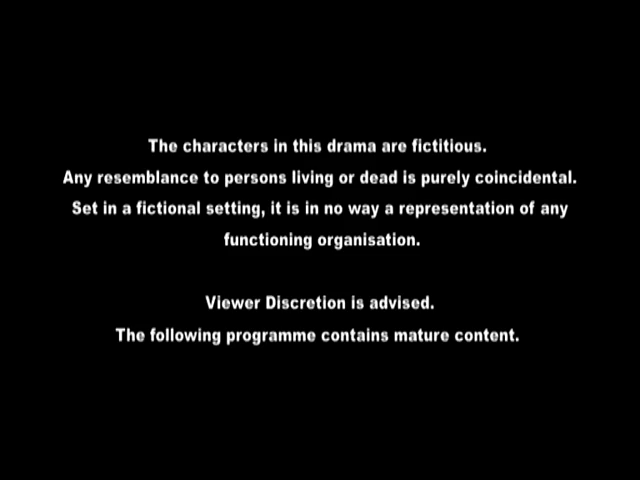 The characters in this drama are fictitious.
Any resemblance to persons living or dead is purely coincidental.
Set in a fictional setting, it is in no way a representation of any
functioning organisation.
Viewer Discretion is advised.
The following programme contains mature content.